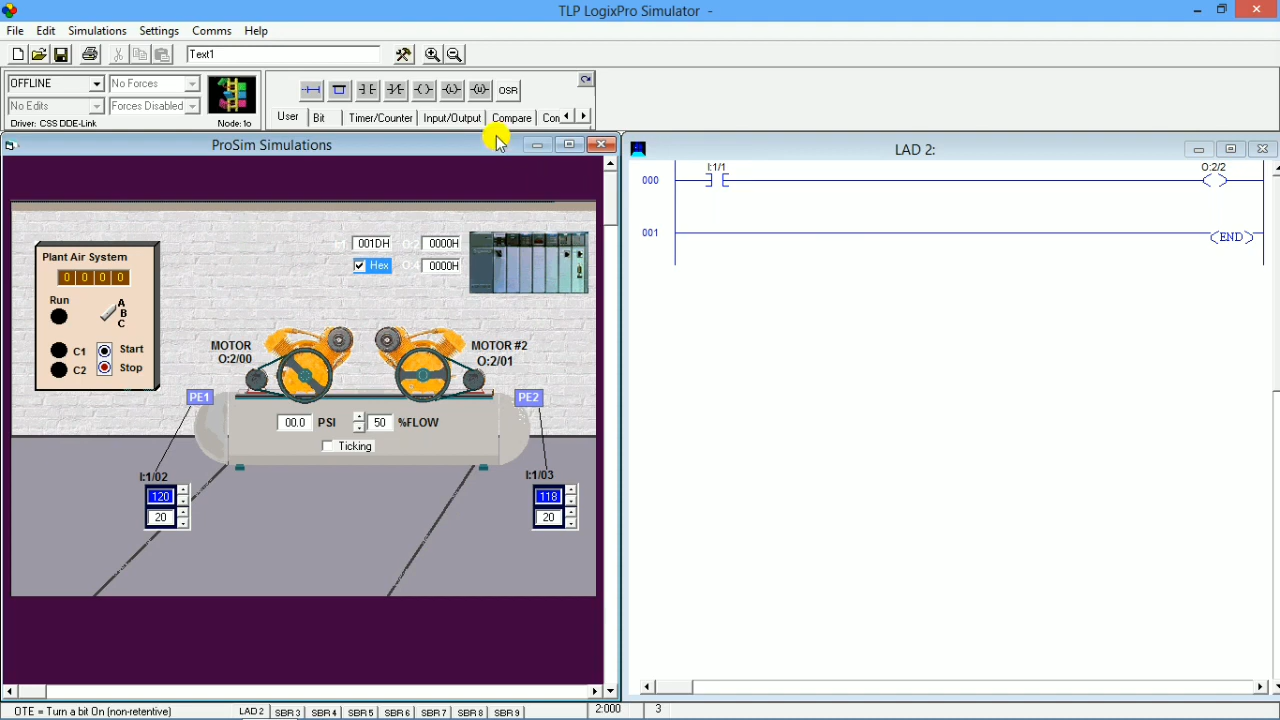 TLP LogixPro Simulator -
File Edit Simulations Settings Comms Help
Text1
OFFLINE No Forces
No Edits Forces Disabled
Driver: CSS DDE-Link Node: 1o
OSR
User Bit Timer/Counter Input/Output Compare Con
ProSim Simulations
LAD 2:
I:1/1 O:2/2
000
001 END
Plant Air System
0 0 0 0
Run
A
B
C
C1 Start
C2 Stop
001DH 0000H
Hex 0000H
MOTOR
O:2/00
MOTOR #2
O:2/01
PE1
PE2
00.0 PSI 50 %FLOW
Ticking
I:1/02
120
20
I:1/03
118
20
OTE = Turn a bit On (non-retentive) LAD 2 SBR 3 SBR 4 SBR 5 SBR 6 SBR 7 SBR 8 SBR 9 2:000 3